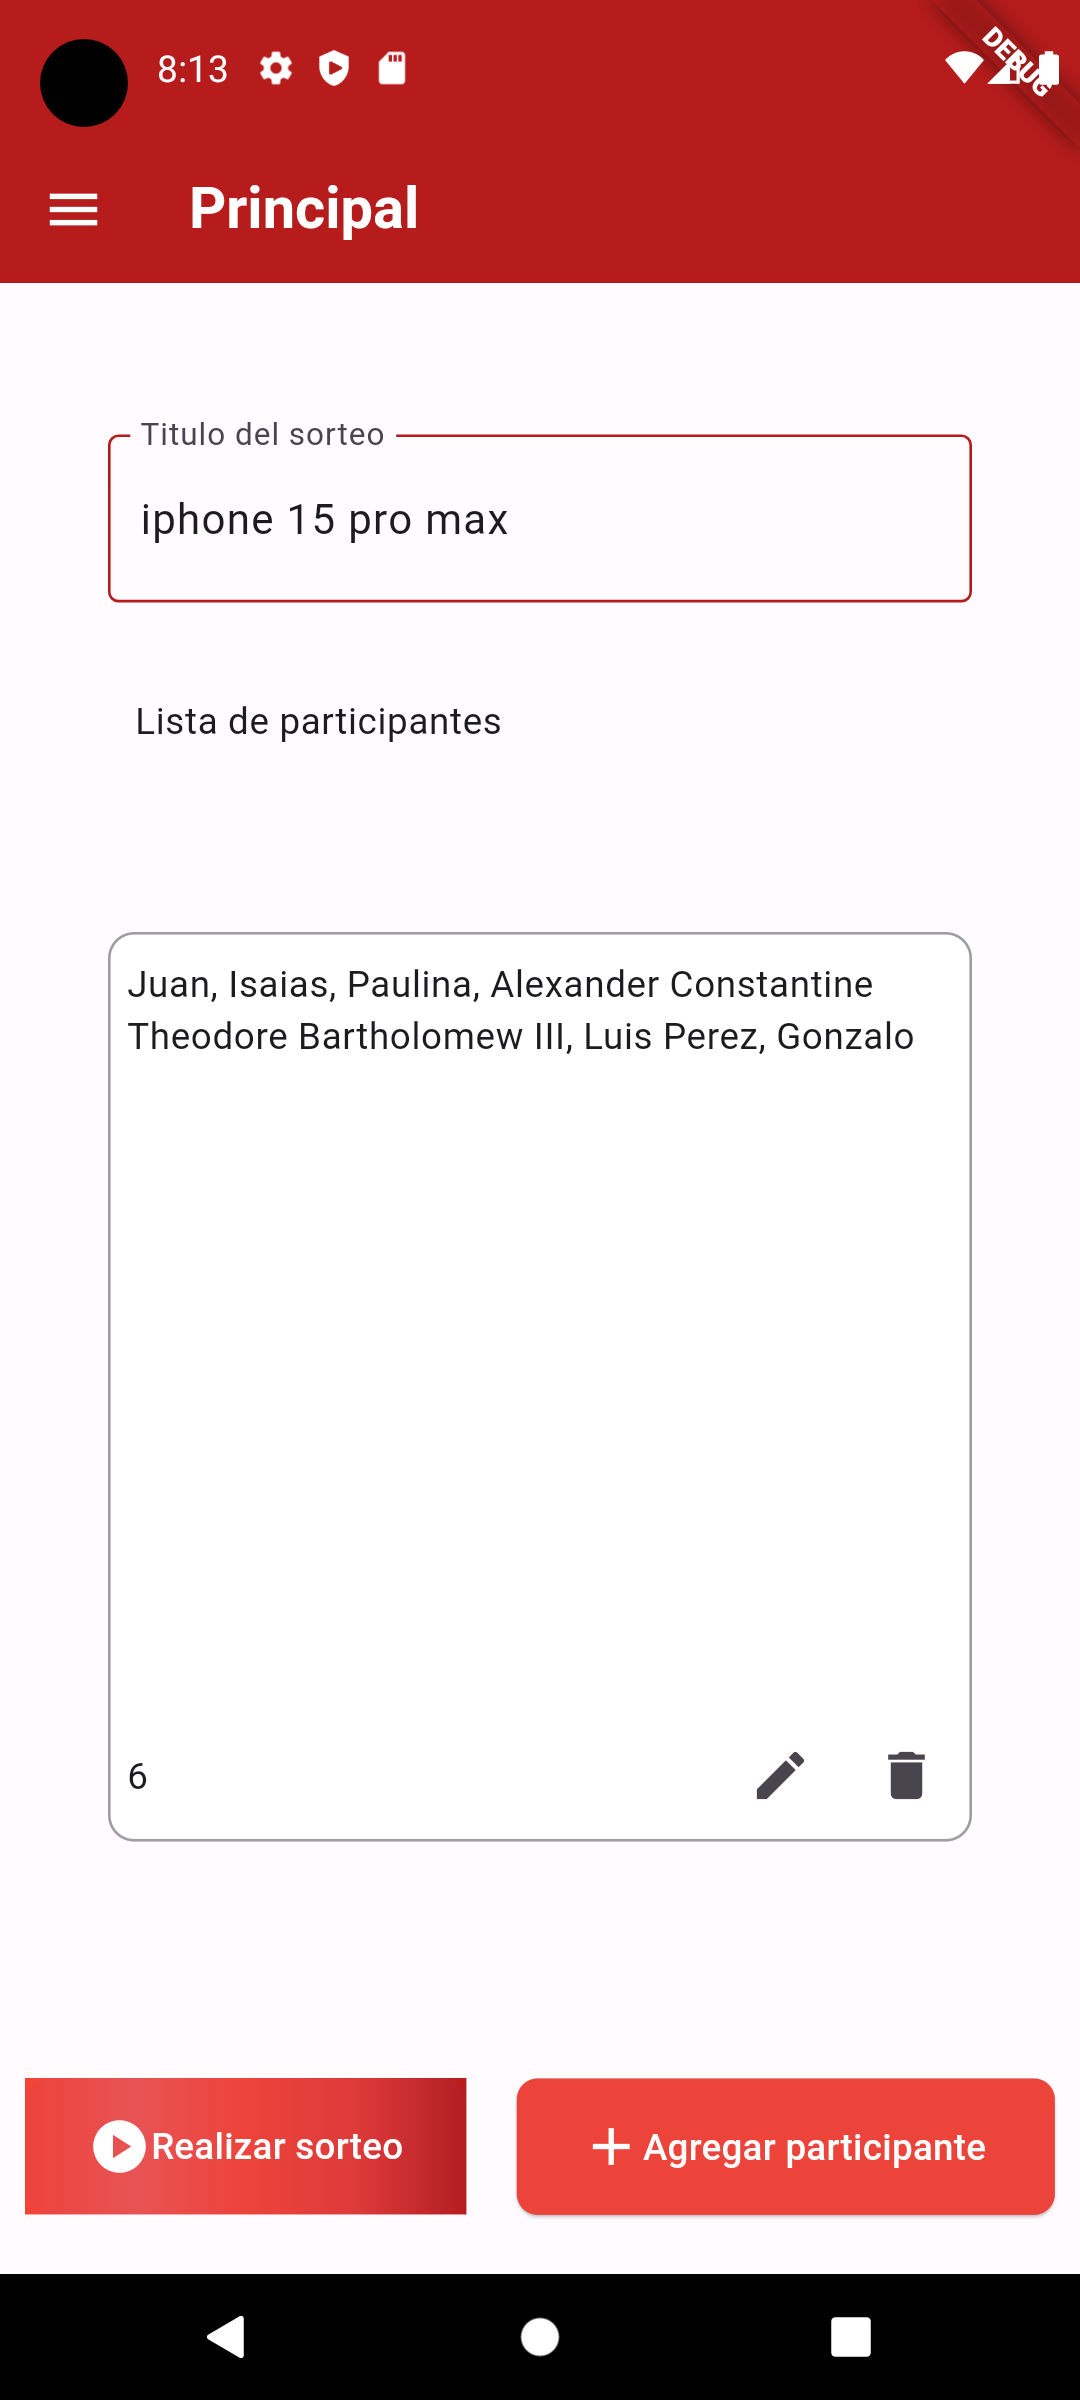 8:13
DEBUG
Principal
Titulo del sorteo
iphone 15 pro max
Lista de participantes
Juan, Isaias, Paulina, Alexander Constantine
Theodore Bartholomew III, Luis Perez, Gonzalo
6
Realizar sorteo
Agregar participante